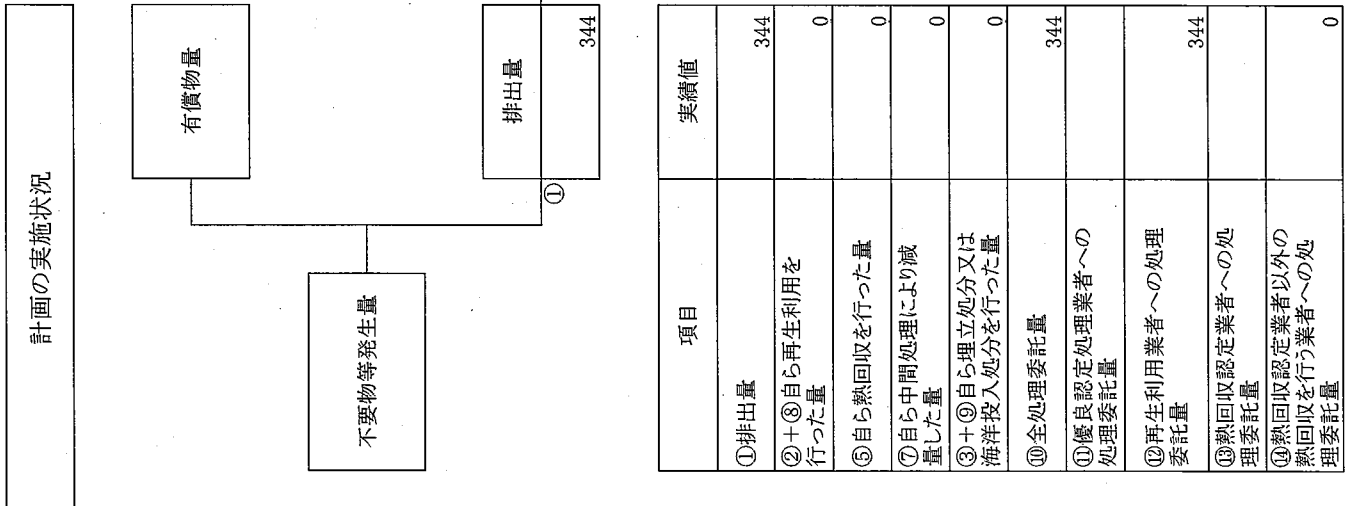 計画の実施状況
有償物量
不要物等発生量
①
排出量
344
項目
実績値
①排出量
344
②+⑧自ら再生利用を
行った量
0
⑤自ら熱回収を行った量
0
⑦自ら中間処理により減
量した量
0
③+⑨自ら埋立処分又は
海洋投入処分を行った量
0
⑩全処理委託量
344
⑪優良認定処理業者への
処理委託量
⑫再生利用業者への処理
委託量
344
⑬熱回収認定業者への処
理委託量
⑭熱回収認定業者以外の
熱回収を行う業者への処
理委託量
0